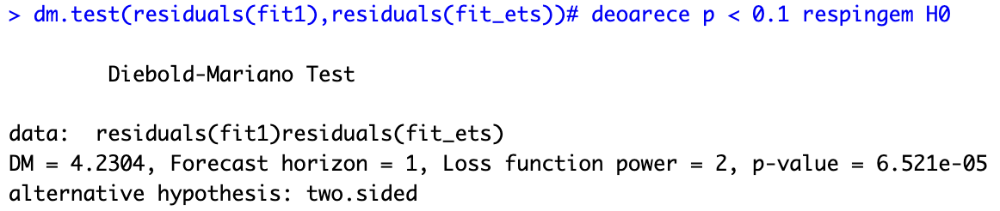 > dm.test(residuals(fit1),residuals(fit_ets))# deoarece p < 0.1 respingem H0
Diebold-Mariano Test
data:  residuals(fit1)residuals(fit_ets)
DM = 4.2304, Forecast horizon = 1, Loss function power = 2, p-value = 6.521e-05
alternative hypothesis: two.sided